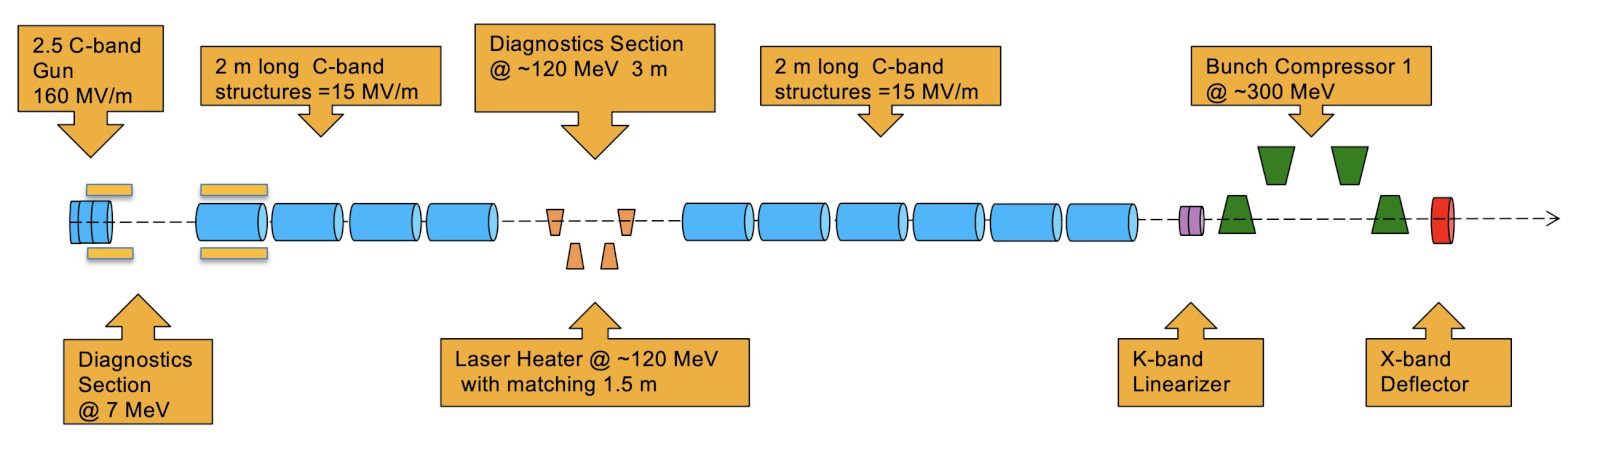 2.5 C-band
Gun
160 MV/m
2 m long C-band
structures =15 MV/m
Diagnostics Section
@ ~120 MeV 3 m
2 m long C-band
structures =15 MV/m
Bunch Compressor 1
@ ~300 MeV
Diagnostics
Section
@ 7 MeV
Laser Heater @ ~120 MeV
with matching 1.5 m
K-band
Linearizer
X-band
Deflector